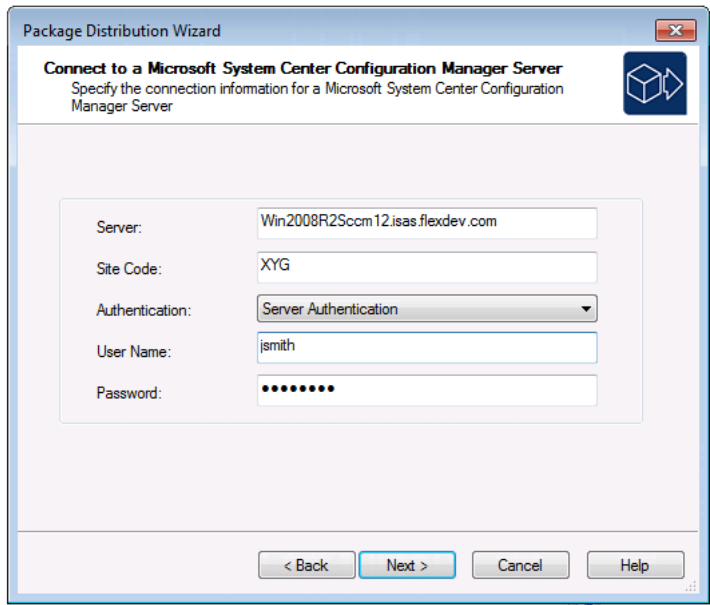 Package Distribution Wizard
Connect to a Microsoft System Center Configuration Manager Server
Specify the connection information for a Microsoft System Center Configuration
Manager Server
Server: Win2008R2Sccm12.isas.flexdev.com
Site Code: XYG
Authentication: Server Authentication
User Name: jsmith
Password: ••••••••
< Back Next > Cancel Help